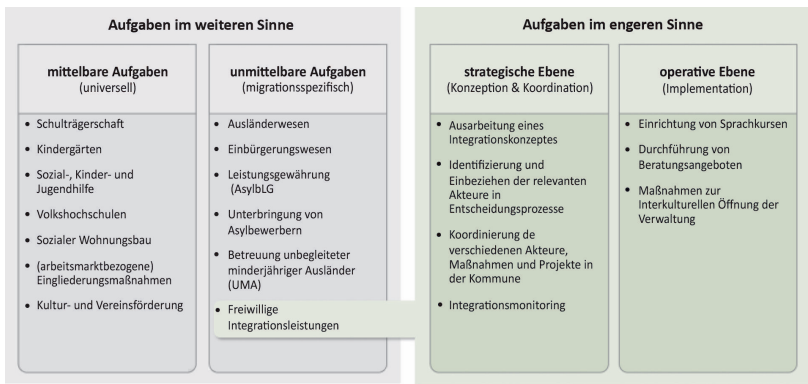 Aufgaben im weiteren Sinne
mittelbare Aufgaben
(universell)
• Schulträgerschaft
• Kindergärten
• Sozial-, Kinder- und
Jugendhilfe
• Volkshochschulen
• Sozialer Wohnungsbau
• (arbeitsmarktbezogene)
Eingliederungsmaßnahmen
• Kultur- und Vereinsförderung
unmittelbare Aufgaben
(migrationsspezifisch)
• Ausländerwesen
• Einbürgerungswesen
• Leistungsgewährung
(AsylbLG
• Unterbringung von
Asylbewerbern
• Betreuung unbegleiteter
minderjähriger Ausländer
(UMA)
• Freiwillige
Integrationsleistungen
Aufgaben im engeren Sinne
strategische Ebene
(Konzeption & Koordination)
• Ausarbeitung eines
Integrationskonzeptes
• Identifizierung und
Einbeziehen der relevanten
Akteure in
Entscheidungsprozesse
• Koordinierung de
verschiedenen Akteure,
Maßnahmen und Projekte in
der Kommune
• Integrationsmonitoring
operative Ebene
(Implementation)
• Einrichtung von Sprachkursen
• Durchführung von
Beratungsangeboten
• Maßnahmen zur
Interkulturellen Öffnung der
Verwaltung